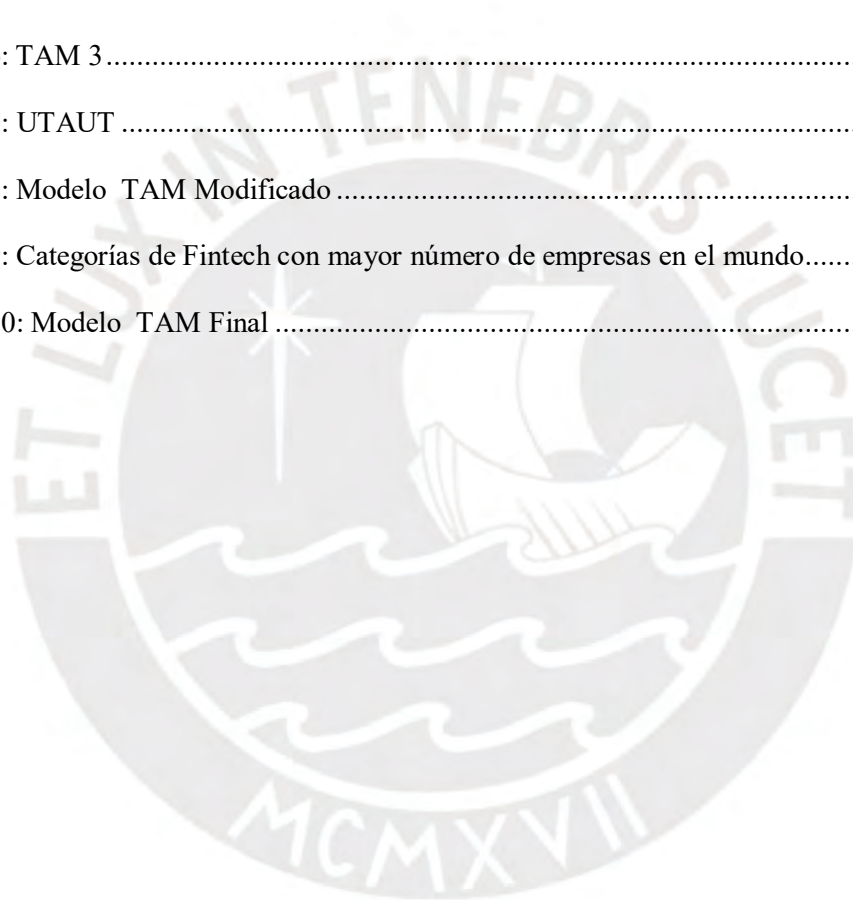 : TAM 3..............................................................................................
: UTAUT ..............................................................................................
: Modelo  TAM Modificado ....................................................................
: Categorías de Fintech con mayor número de empresas en el mundo......
0: Modelo  TAM Final ............................................................................
ET LUX IN TENEBRIS LUCET
MCMXVII